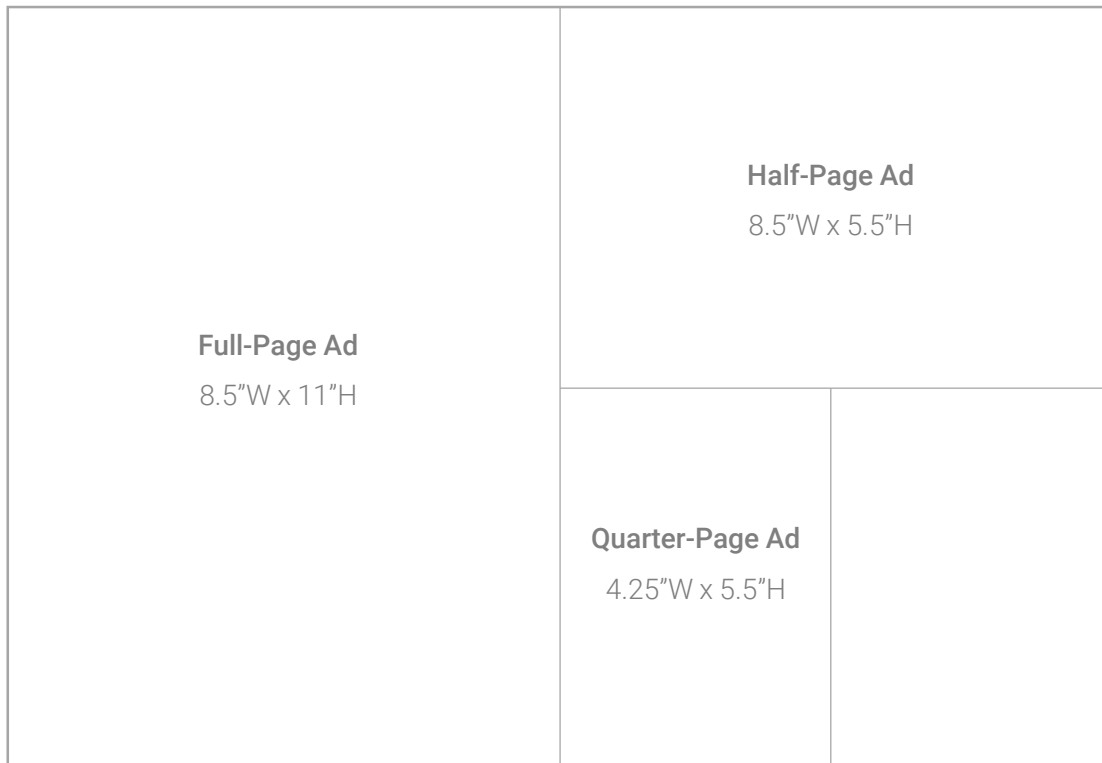 Half-Page Ad
8.5”W x 5.5”H
Full-Page Ad
8.5”W x 11”H
Quarter-Page Ad
4.25”W x 5.5”H